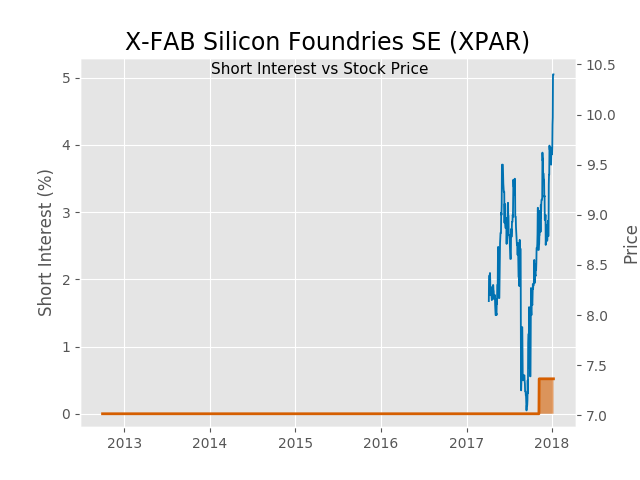 X-FAB Silicon Foundries SE (XPAR)
Short Interest vs Stock Price
Short Interest (%)
5
4
3
2
1
0
10.5
10.0
9.5
9.0
8.5
8.0
7.5
7.0
Price
2013 2014 2015 2016 2017 2018